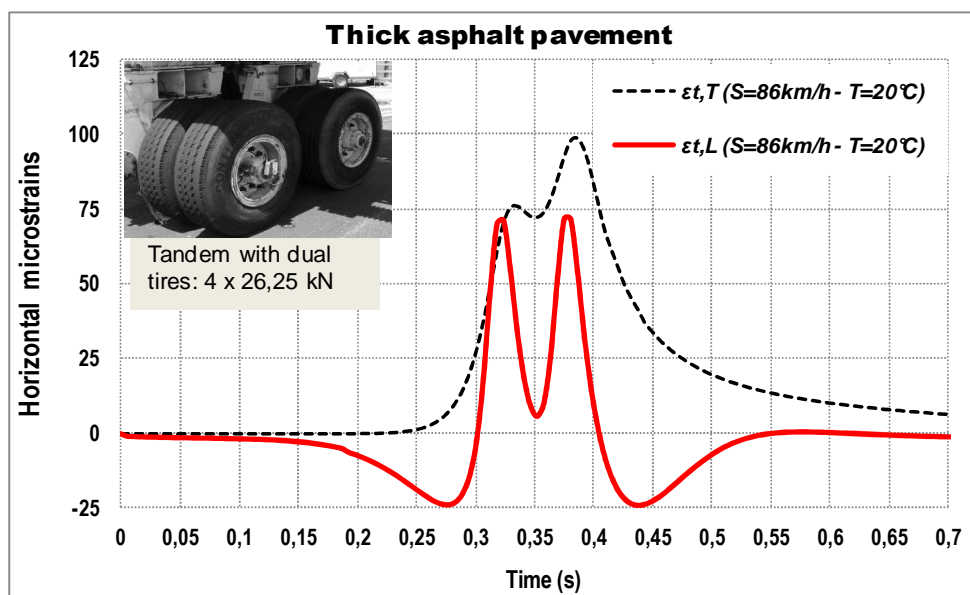 Thick asphalt pavement
125
100
75
50
25
0
-25
Horizontal microstrains
εt,T (S=86km/h - T=20°C)
εt,L (S=86km/h - T=20°C)
Tandem with dual
tires: 4 x 26,25 kN
0 0,05 0,1 0,15 0,2 0,25 0,3 0,35 0,4 0,45 0,5 0,55 0,6 0,65 0,7
Time (s)